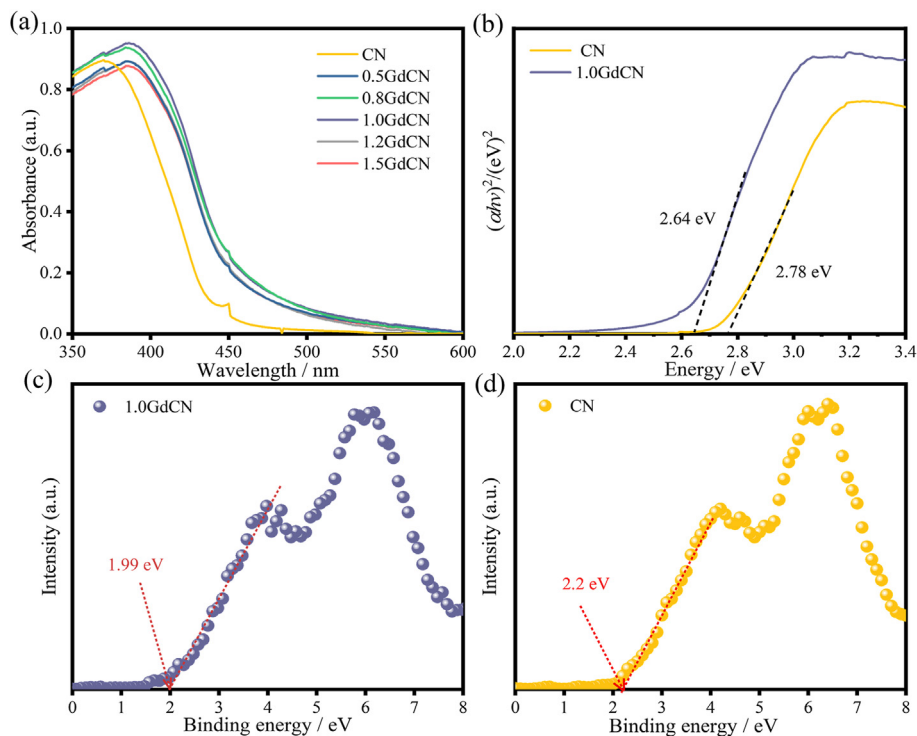 (a)
1.0
0.8
0.6
0.4
0.2
0.0
Absorbance (a.u.)
CN
0.5GdCN
0.8GdCN
1.0GdCN
1.2GdCN
1.5GdCN
350 400 450 500 550 600
Wavelength / nm
(b)
(αhν)²/(eV)²
CN
1.0GdCN
2.64 eV
2.78 eV
2.0 2.2 2.4 2.6 2.8 3.0 3.2 3.4
Energy / eV
(c)
Intensity (a.u.)
1.0GdCN
1.99 eV
0 1 2 3 4 5 6 7 8
Binding energy / eV
(d)
Intensity (a.u.)
CN
2.2 eV
0 1 2 3 4 5 6 7 8
Binding energy / eV